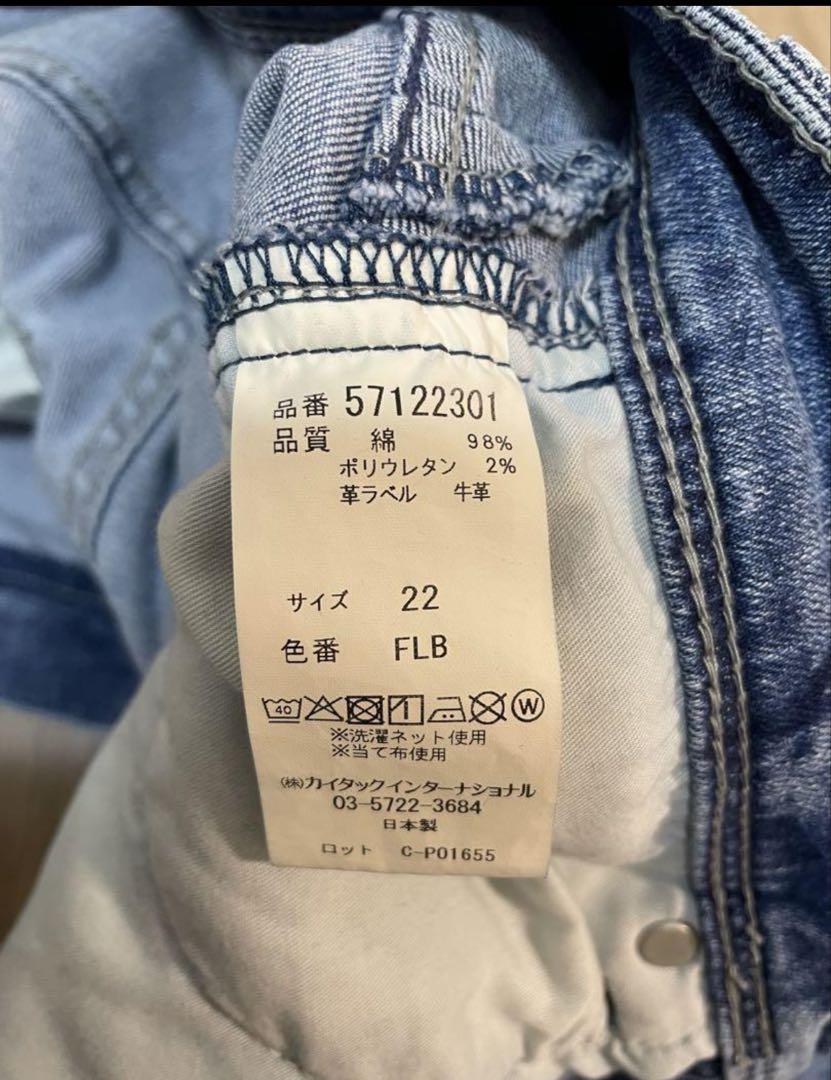 品番 57122301
品質 綿 98%
ポリウレタン 2%
革ラベル 牛革
サイズ 22
色番 FLB
40 W
※洗濯ネット使用
※当て布使用
㈱カイタックインターナショナル
03-5722-3684
日本製
ロット C-P01655